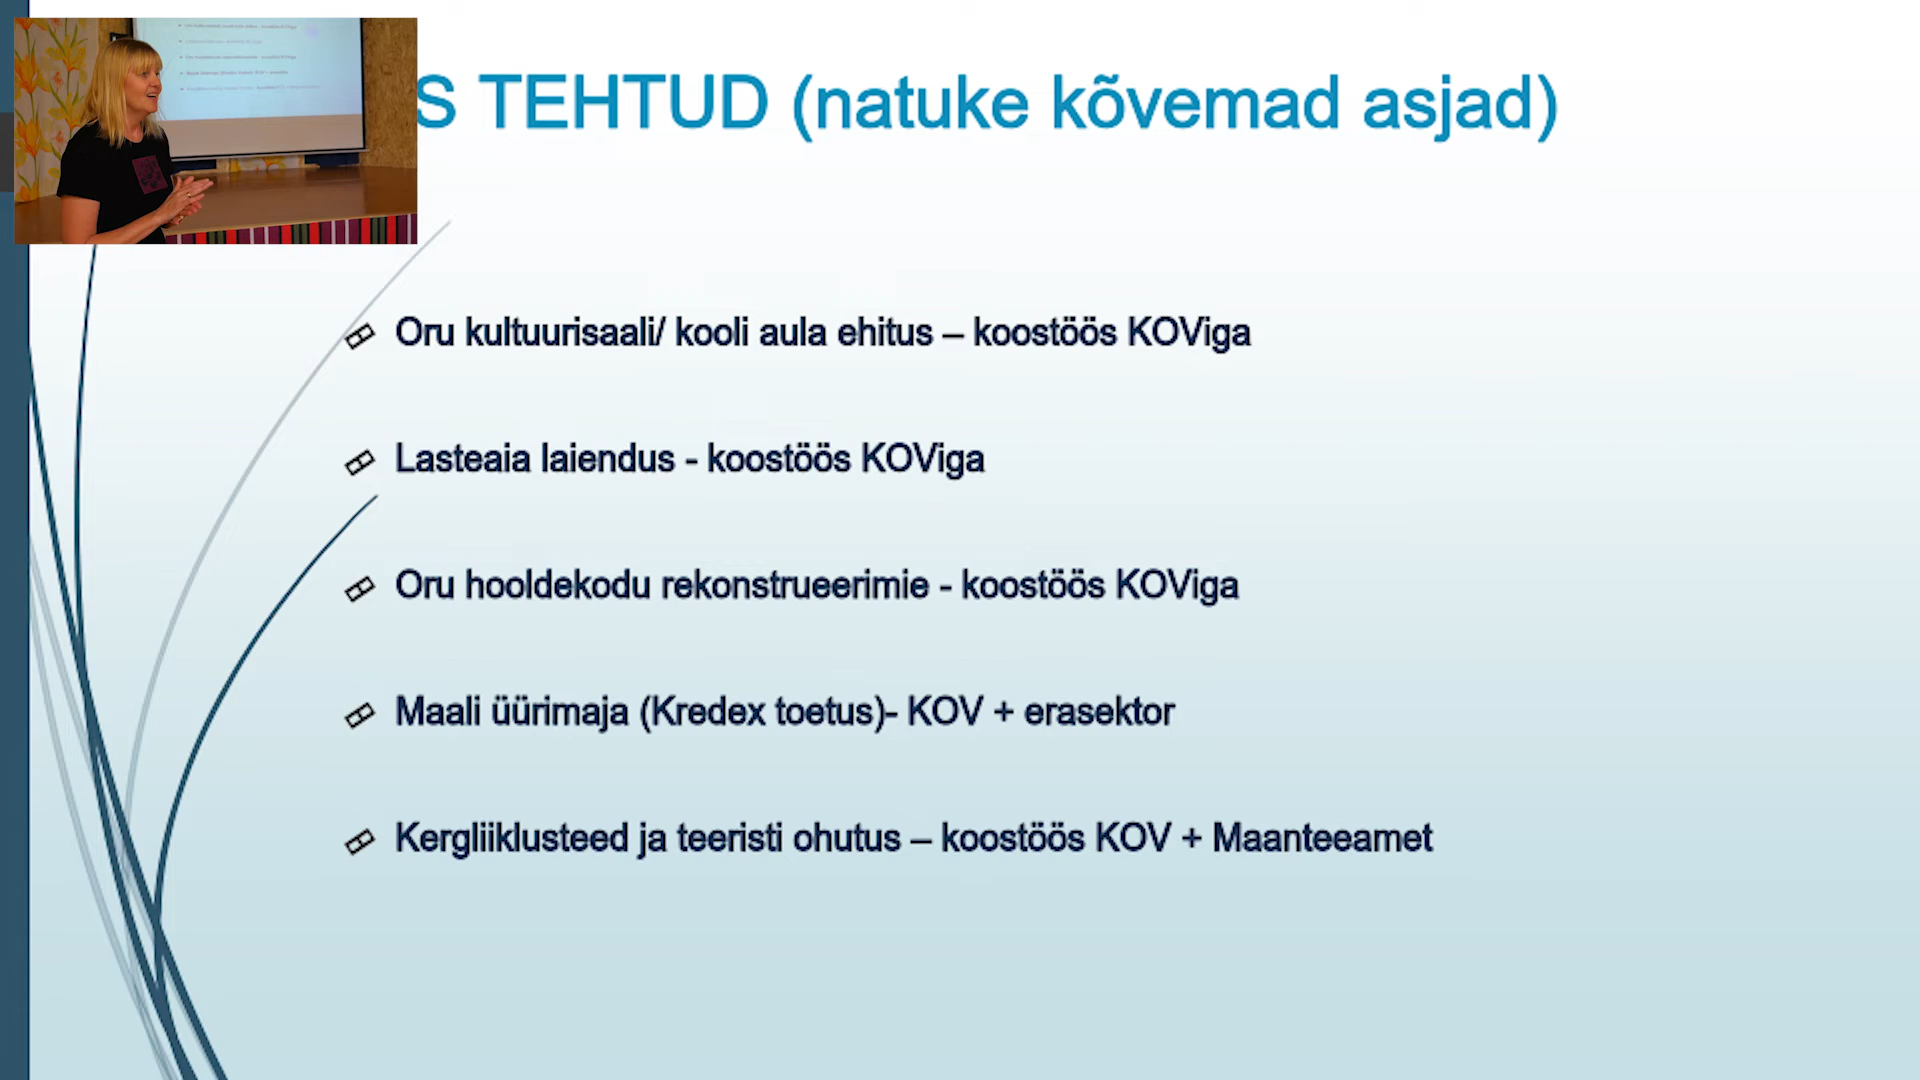 S TEHTUD (natuke kõvemad asjad)
Oru kultuurisaali/ kooli aula ehitus – koostöös KOViga
Lasteaia laiendus - koostöös KOViga
Oru hooldekodu rekonstrueerimie - koostöös KOViga
Maali üürimaja (Kredex toetus)- KOV + erasektor
Kergliiklusteed ja teeristi ohutus – koostöös KOV + Maanteeamet